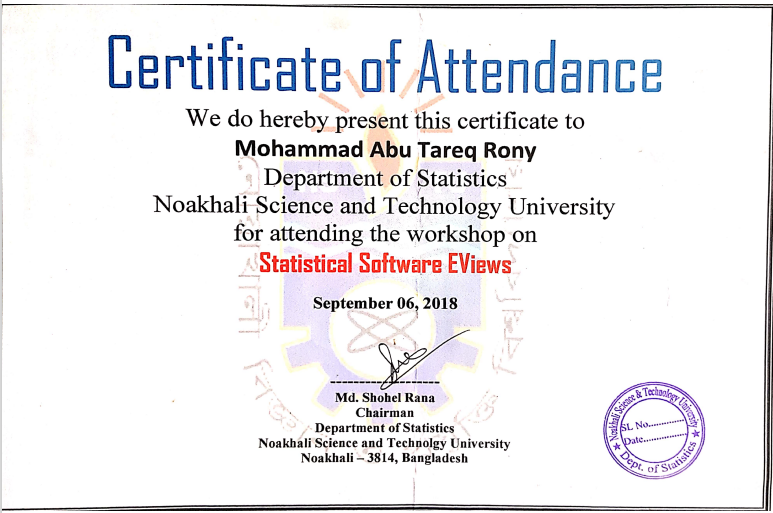 Certificate of Attendance
We do hereby present this certificate to
Mohammad Abu Tareq Rony
Department of Statistics
Noakhali Science and Technology University
for attending the workshop on
Statistical Software EViews
September 06, 2018
Md. Shohel Rana
Chairman
Department of Statistics
Noakhali Science and Technolgy University
Noakhali – 3814, Bangladesh
Noakhali Science & Technology University
SL No..............
Date................
Dept. of Statistics